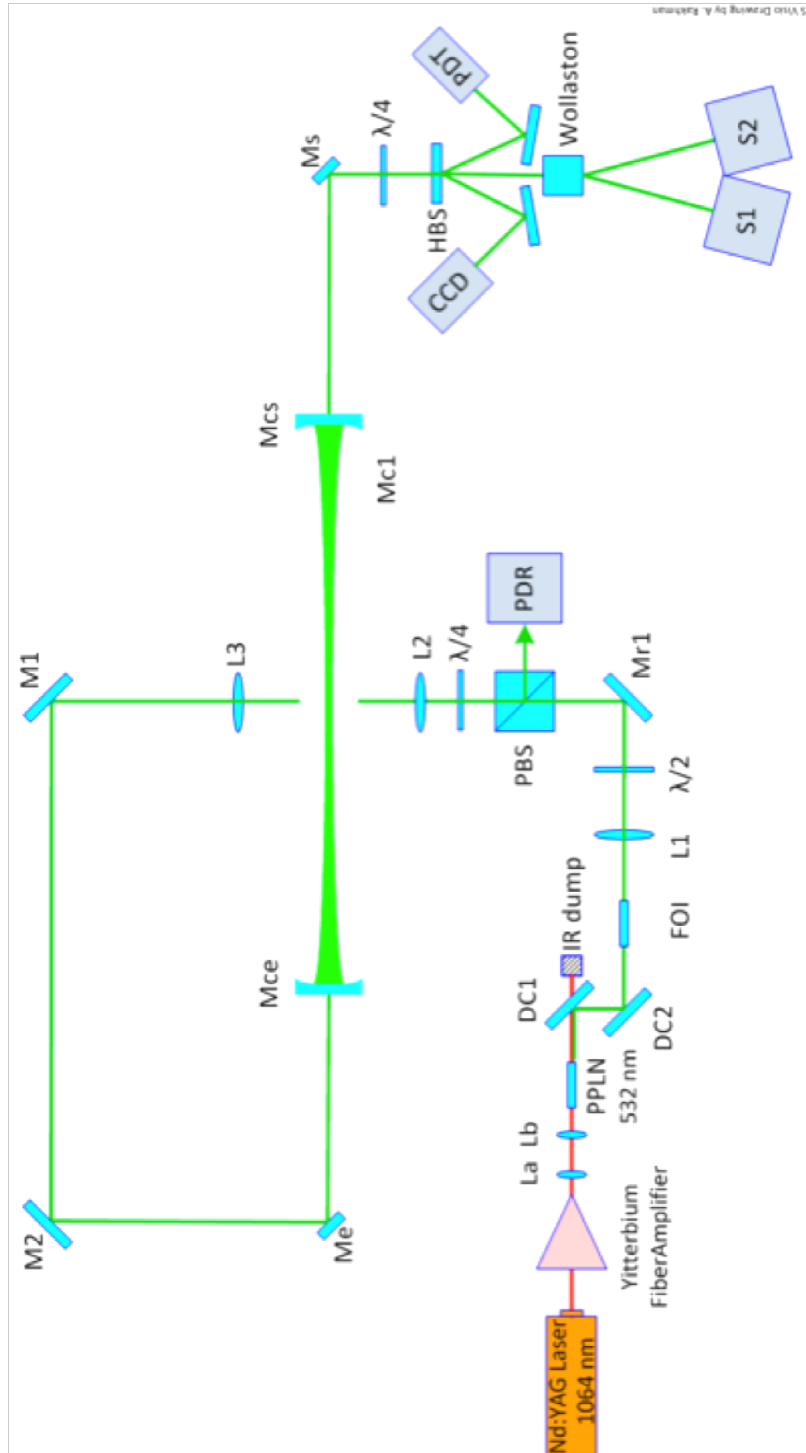 S Visio Drawing by A. Rakhman
M1
L3
M2
Me
Mce
Mcs
Mc1
Ms
λ/4
HBS
PDT
CCD
Wollaston
S1
S2
L2
λ/4
PBS
PDR
Mr1
λ/2
L1
FOI
IR dump
DC1
DC2
PPLN
532 nm
La
Lb
Yitterbium
FiberAmplifier
Nd:YAG Laser
1064 nm